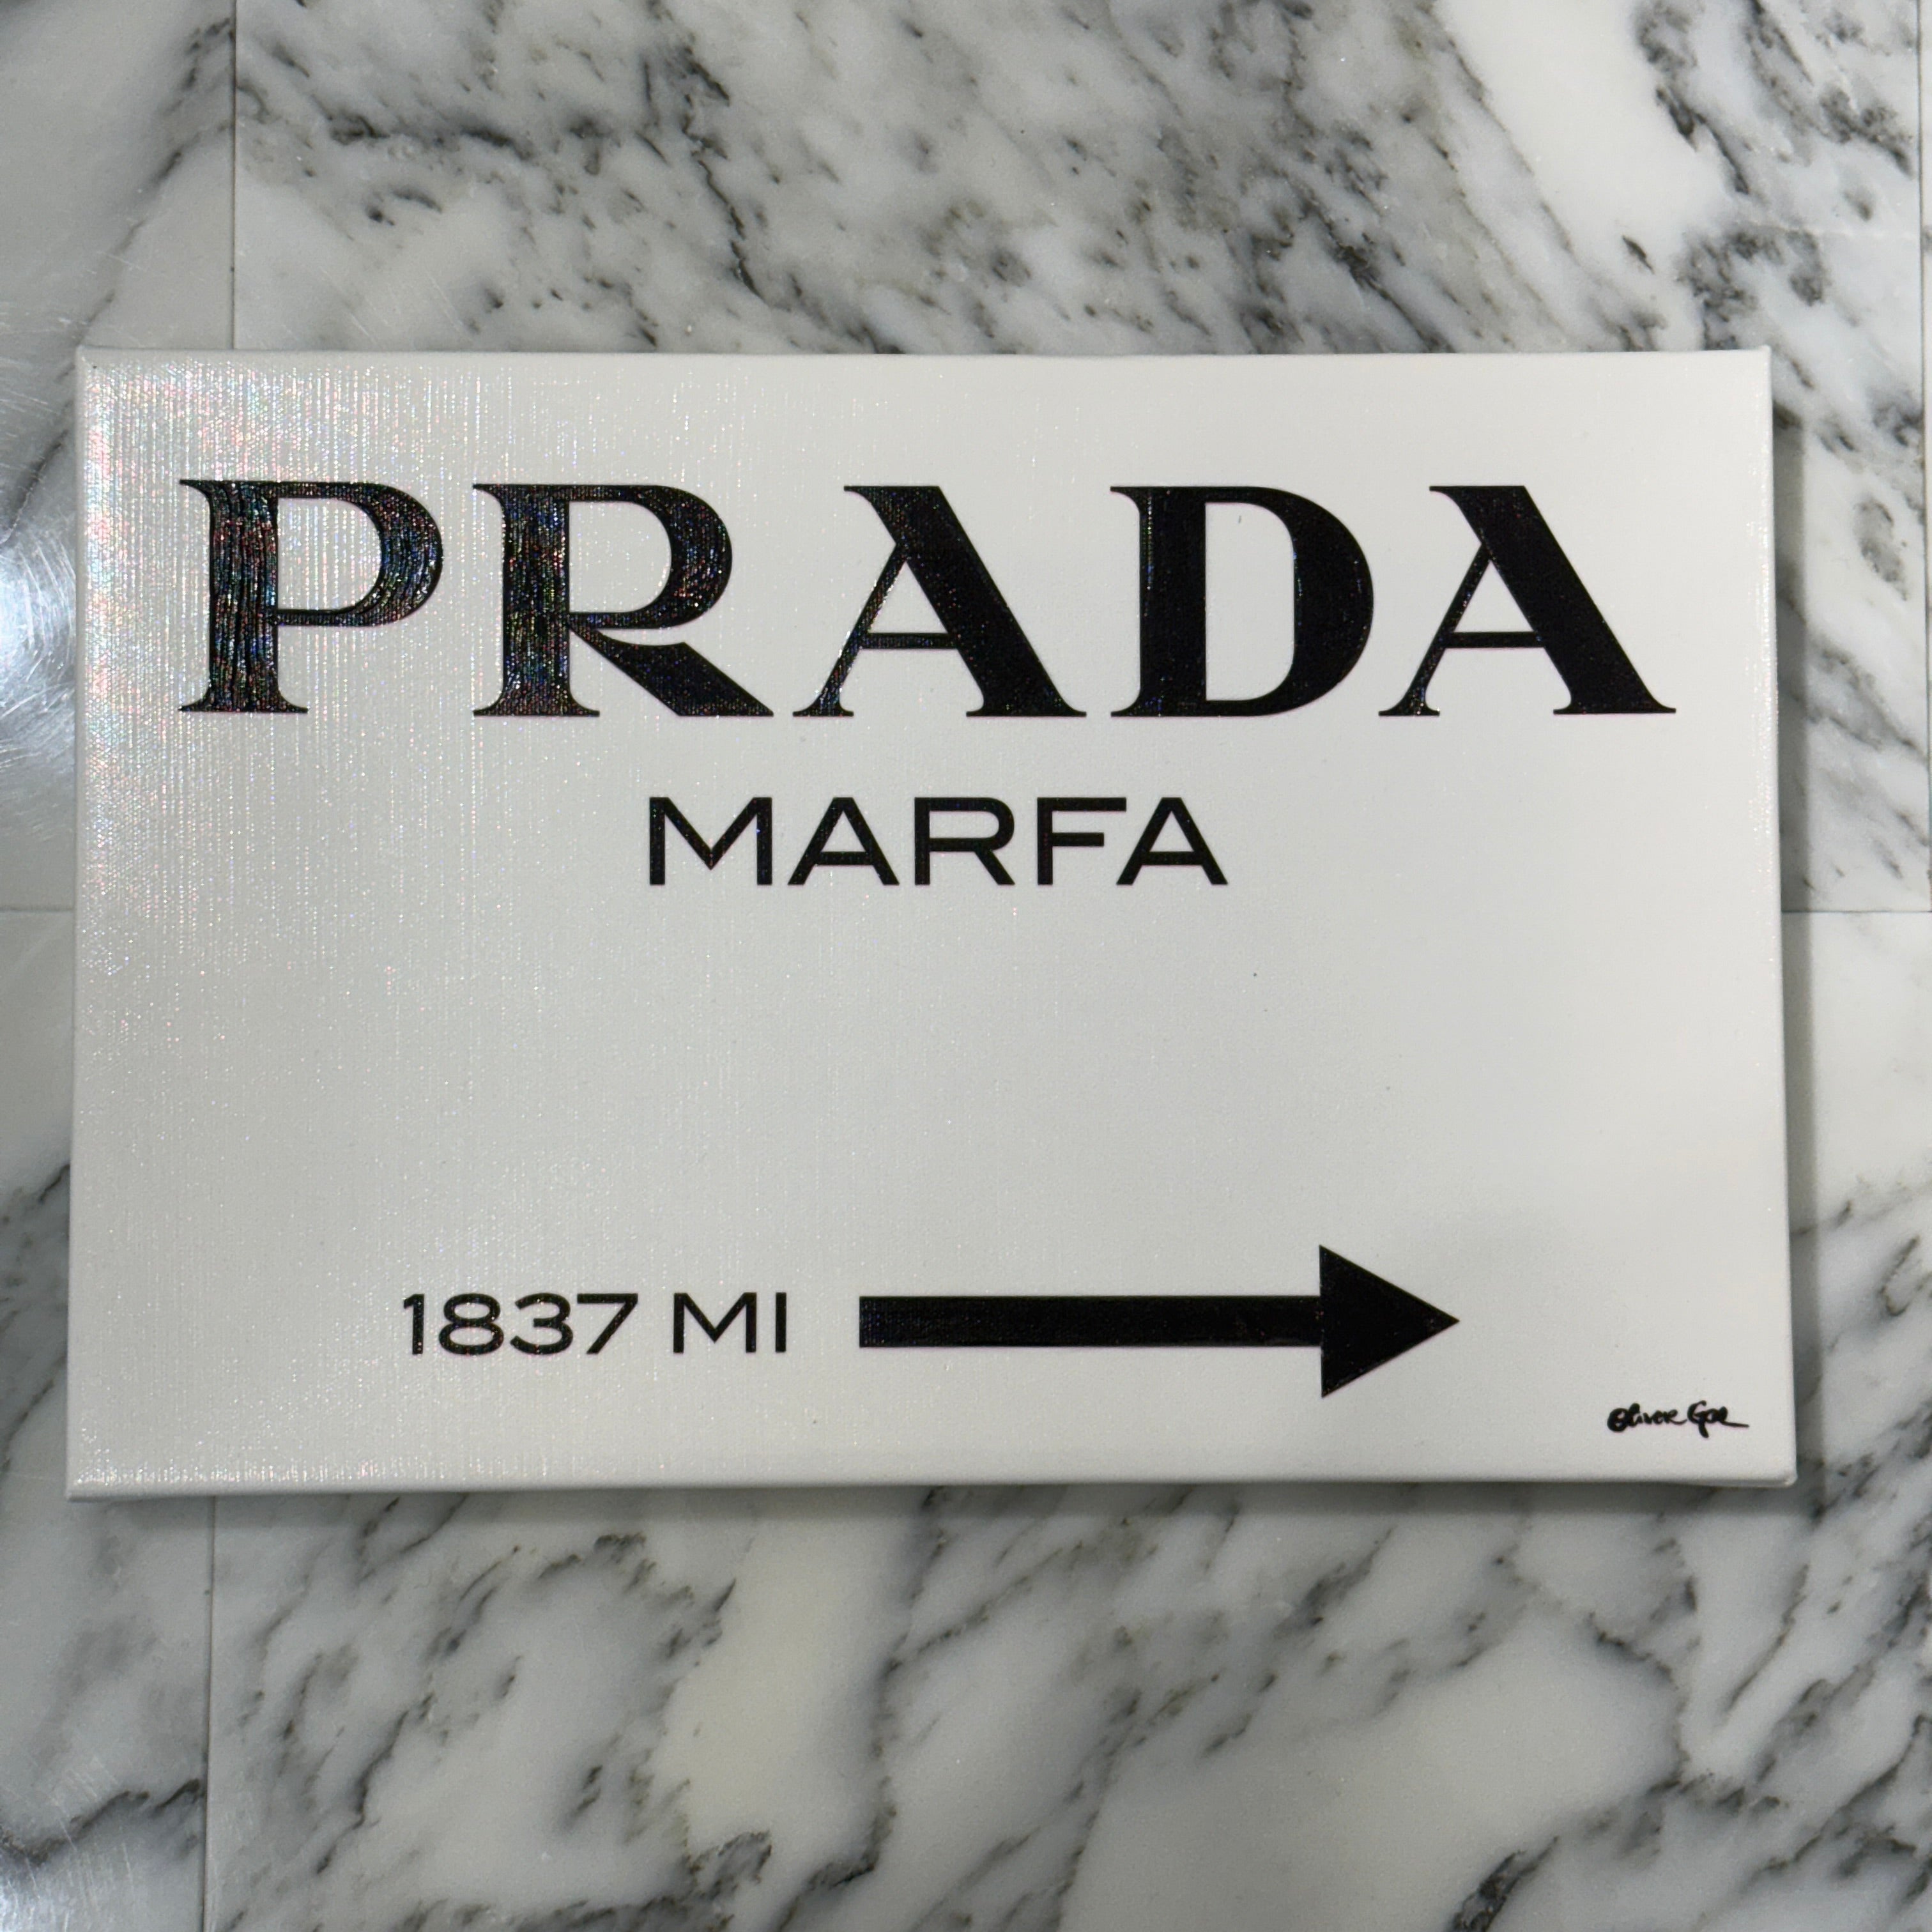 PRADA
MARFA
1837 MI
Oliver Gal